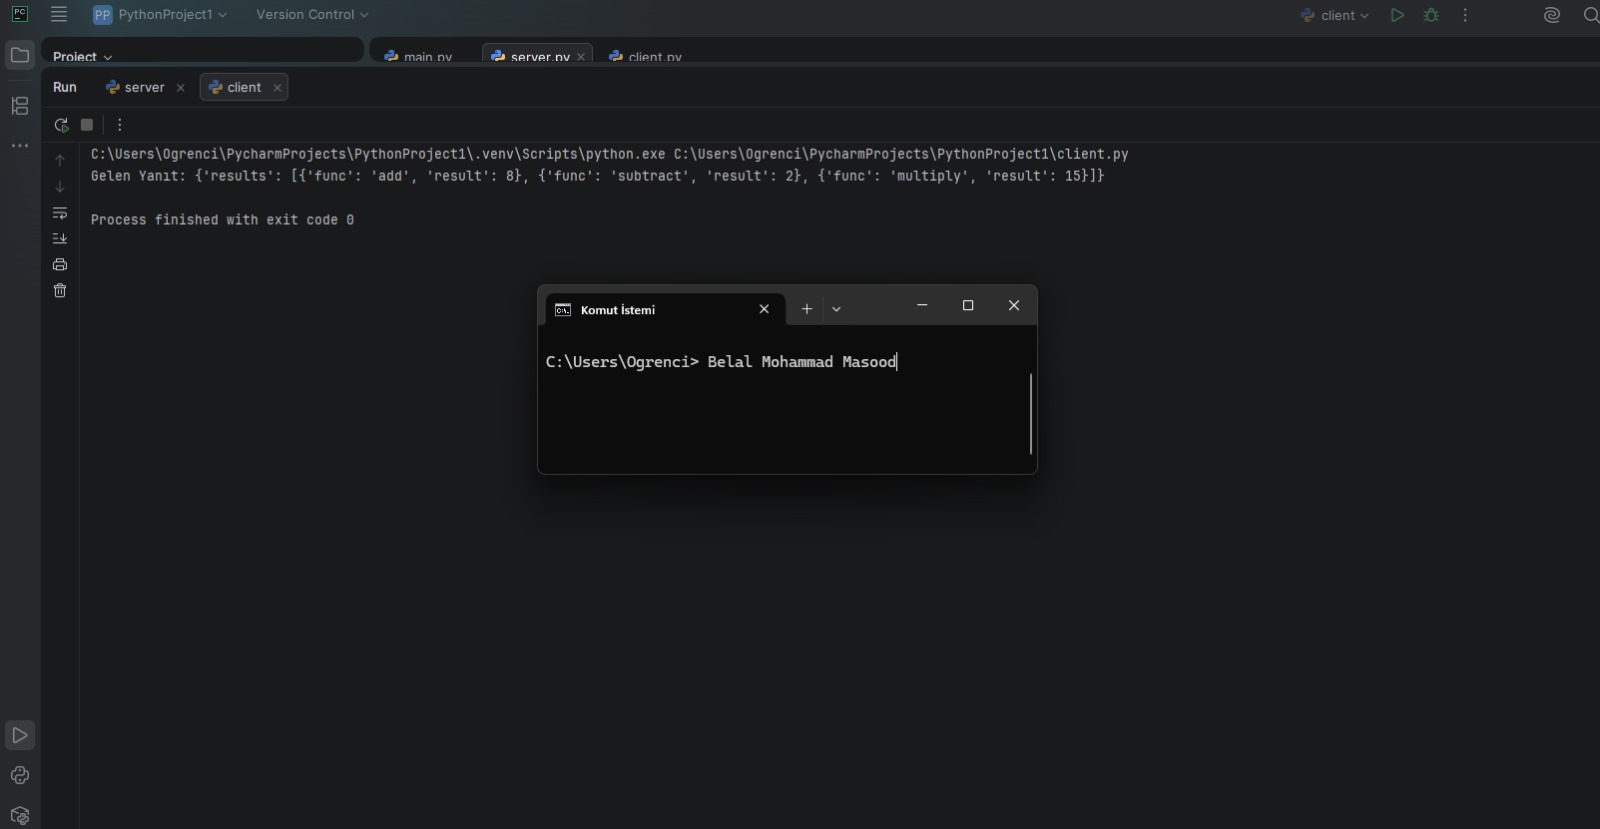 PC
PP PythonProject1 Version Control client
Project main.py server.py client.py
Run server client
C:\Users\Ogrenci\PycharmProjects\PythonProject1\.venv\Scripts\python.exe C:\Users\Ogrenci\PycharmProjects\PythonProject1\client.py
Gelen Yanıt: {'results': [{'func': 'add', 'result': 8}, {'func': 'subtract', 'result': 2}, {'func': 'multiply', 'result': 15}]}
Process finished with exit code 0
Komut İstemi
C:\Users\Ogrenci> Belal Mohammad Masood